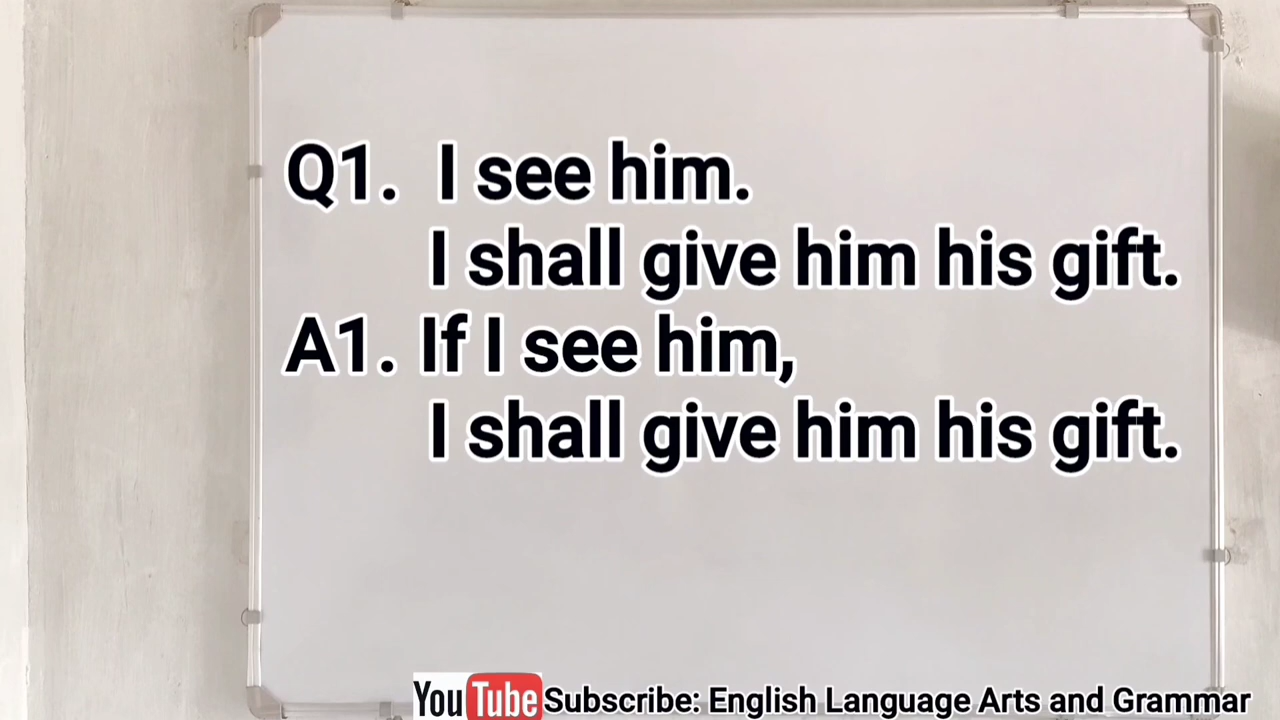 Q1. I see him.
I shall give him his gift.
A1. If I see him,
I shall give him his gift.
YouTube Subscribe: English Language Arts and Grammar